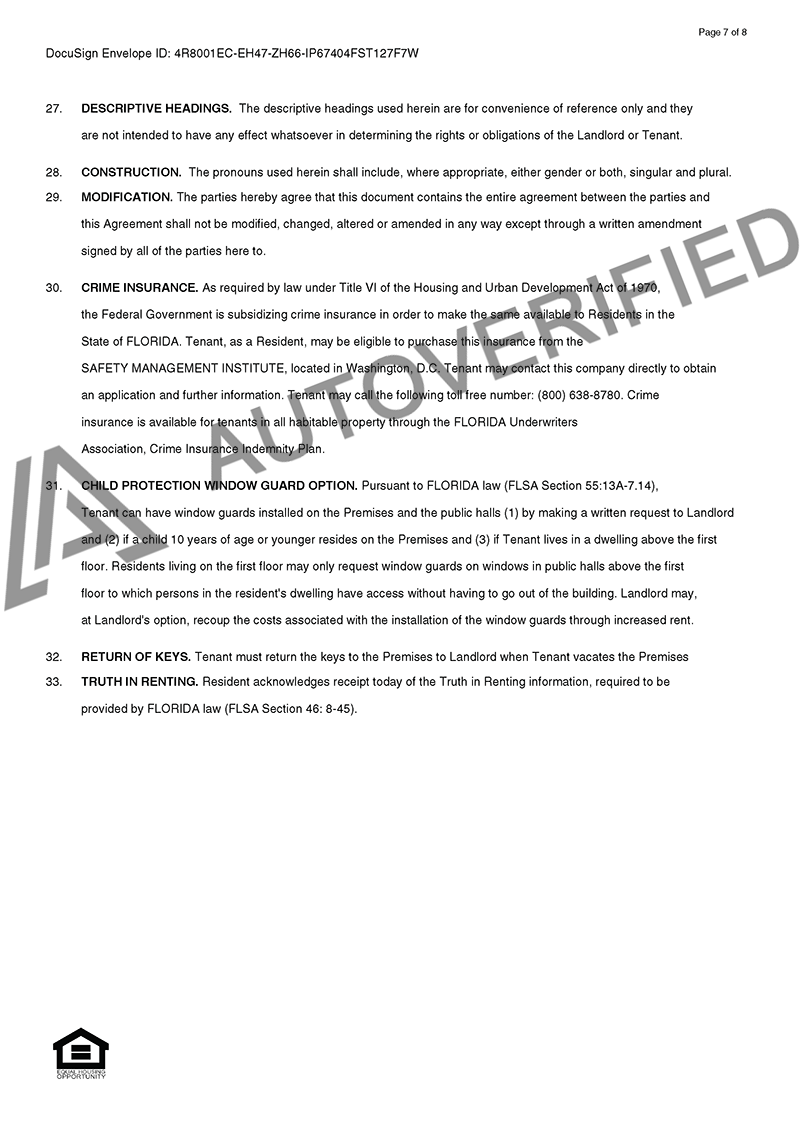 Page 7 of 8
DocuSign Envelope ID: 4R8001EC-EH47-ZH66-IP67404FST127F7W
27. DESCRIPTIVE HEADINGS. The descriptive headings used herein are for convenience of reference only and they
are not intended to have any effect whatsoever in determining the rights or obligations of the Landlord or Tenant.
28. CONSTRUCTION. The pronouns used herein shall include, where appropriate, either gender or both, singular and plural.
29. MODIFICATION. The parties hereby agree that this document contains the entire agreement between the parties and
this Agreement shall not be modified, changed, altered or amended in any way except through a written amendment
signed by all of the parties here to.
30. CRIME INSURANCE. As required by law under Title VI of the Housing and Urban Development Act of 1970,
the Federal Government is subsidizing crime insurance in order to make the same available to Residents in the
State of FLORIDA. Tenant, as a Resident, may be eligible to purchase this insurance from the
SAFETY MANAGEMENT INSTITUTE, located in Washington, D.C. Tenant may contact this company directly to obtain
an application and further information. Tenant may call the following toll free number: (800) 638-8780. Crime
insurance is available for tenants in all habitable property through the FLORIDA Underwriters
Association, Crime Insurance Indemnity Plan.
31. CHILD PROTECTION WINDOW GUARD OPTION. Pursuant to FLORIDA law (FLSA Section 55:13A-7.14),
Tenant can have window guards installed on the Premises and the public halls (1) by making a written request to Landlord
and (2) if a child 10 years of age or younger resides on the Premises and (3) if Tenant lives in a dwelling above the first
floor. Residents living on the first floor may only request window guards on windows in public halls above the first
floor to which persons in the resident's dwelling have access without having to go out of the building. Landlord may,
at Landlord's option, recoup the costs associated with the installation of the window guards through increased rent.
32. RETURN OF KEYS. Tenant must return the keys to the Premises to Landlord when Tenant vacates the Premises
33. TRUTH IN RENTING. Resident acknowledges receipt today of the Truth in Renting information, required to be
provided by FLORIDA law (FLSA Section 46: 8-45).
AUTOVERIFIED
EQUAL HOUSING
OPPORTUNITY